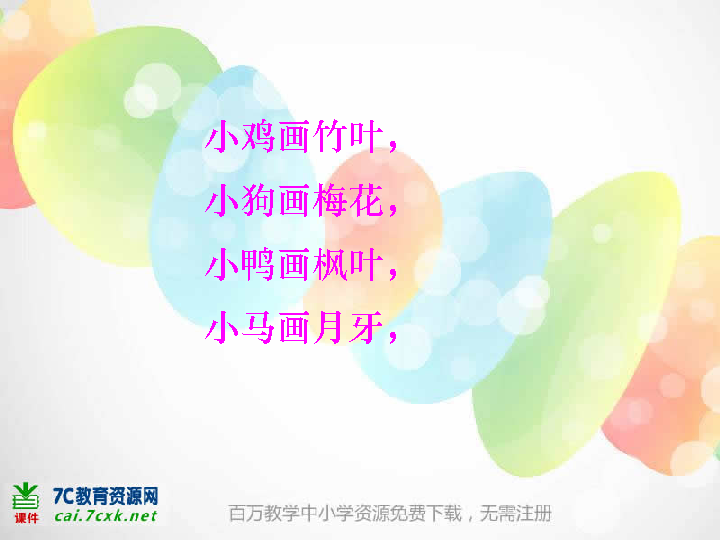 小鸡画竹叶，
小狗画梅花，
小鸭画枫叶，
小马画月牙，
7C教育资源网
课件 cai.7cxk.net
百万教学中小学资源免费下载，无需注册